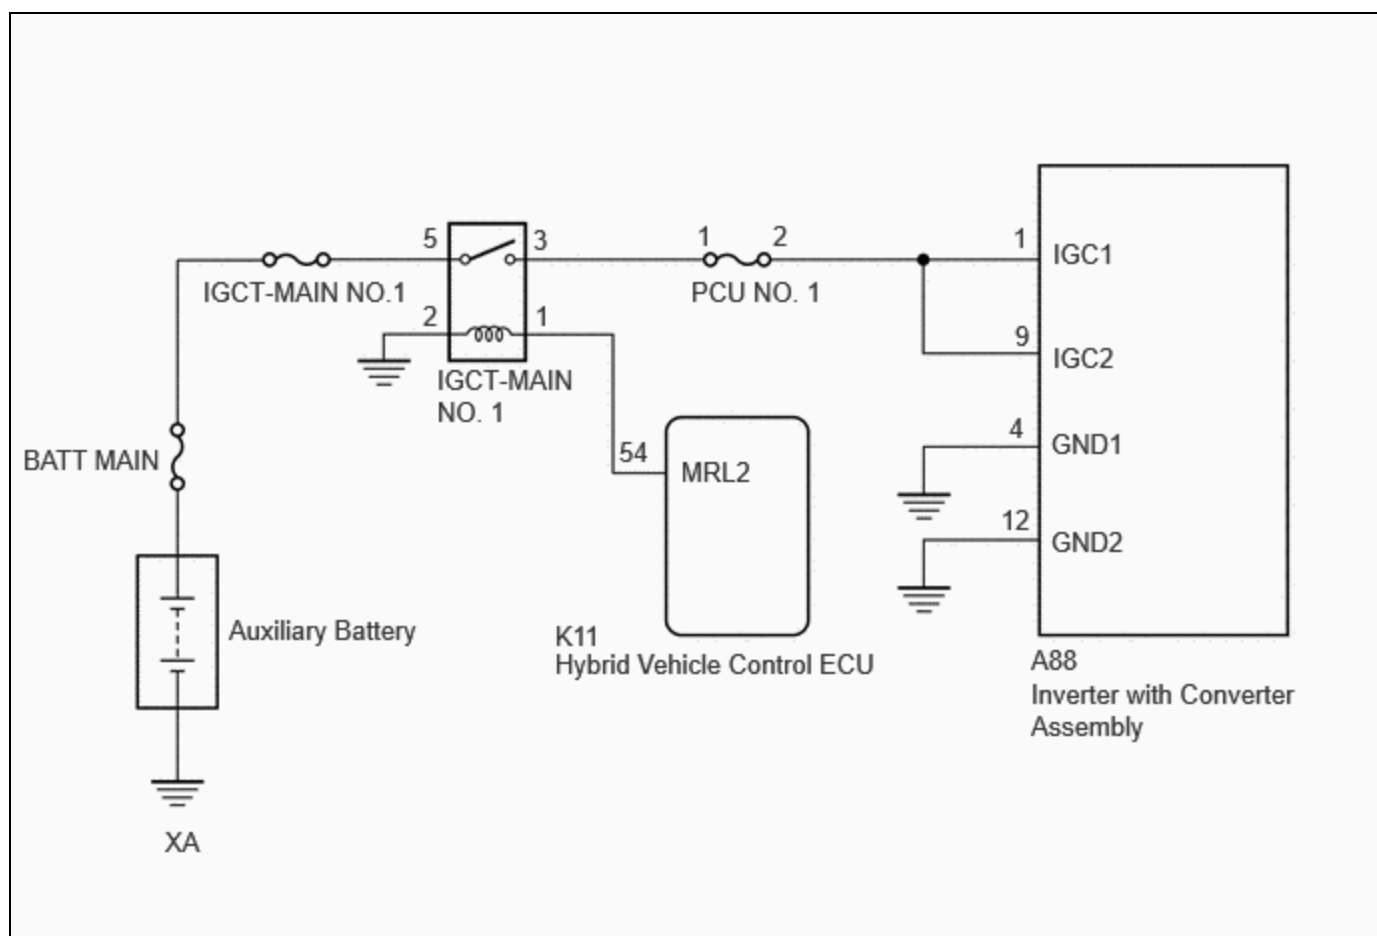 5
3
1
2
1
IGC1
IGCT-MAIN NO.1
PCU NO. 1
2
1
9
IGC2
IGCT-MAIN
NO. 1
4
GND1
BATT MAIN
54
MRL2
12
GND2
Auxiliary Battery
K11
Hybrid Vehicle Control ECU
A88
Inverter with Converter
Assembly
XA